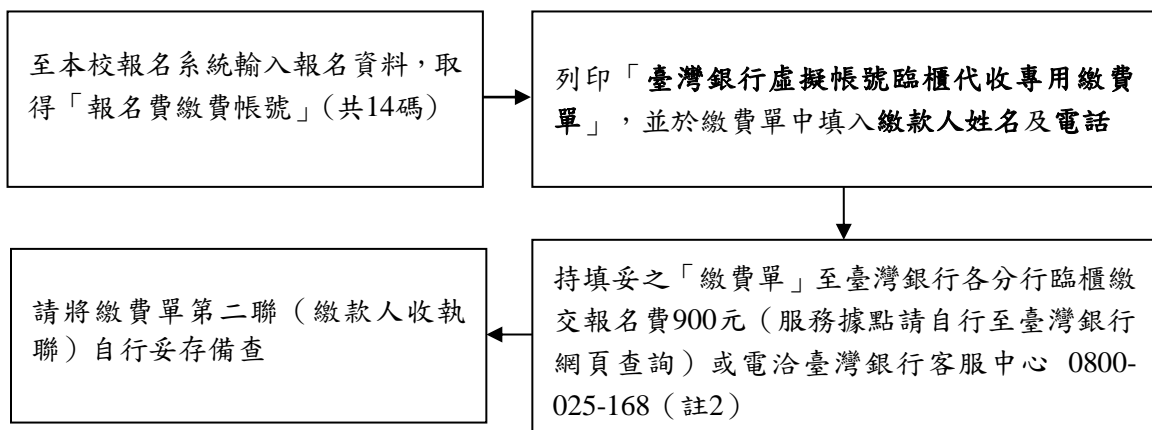 至本校報名系統輸入報名資料，取
得「報名費繳費帳號」（共14碼）
列印「臺灣銀行虛擬帳號臨櫃代收專用繳費
單」，並於繳費單中填入繳款人姓名及電話
持填妥之「繳費單」至臺灣銀行各分行臨櫃繳
交報名費900元（服務據點請自行至臺灣銀行
網頁查詢）或電洽臺灣銀行客服中心 0800-
025-168（註2）
請將繳費單第二聯（繳款人收執
聯）自行妥存備查